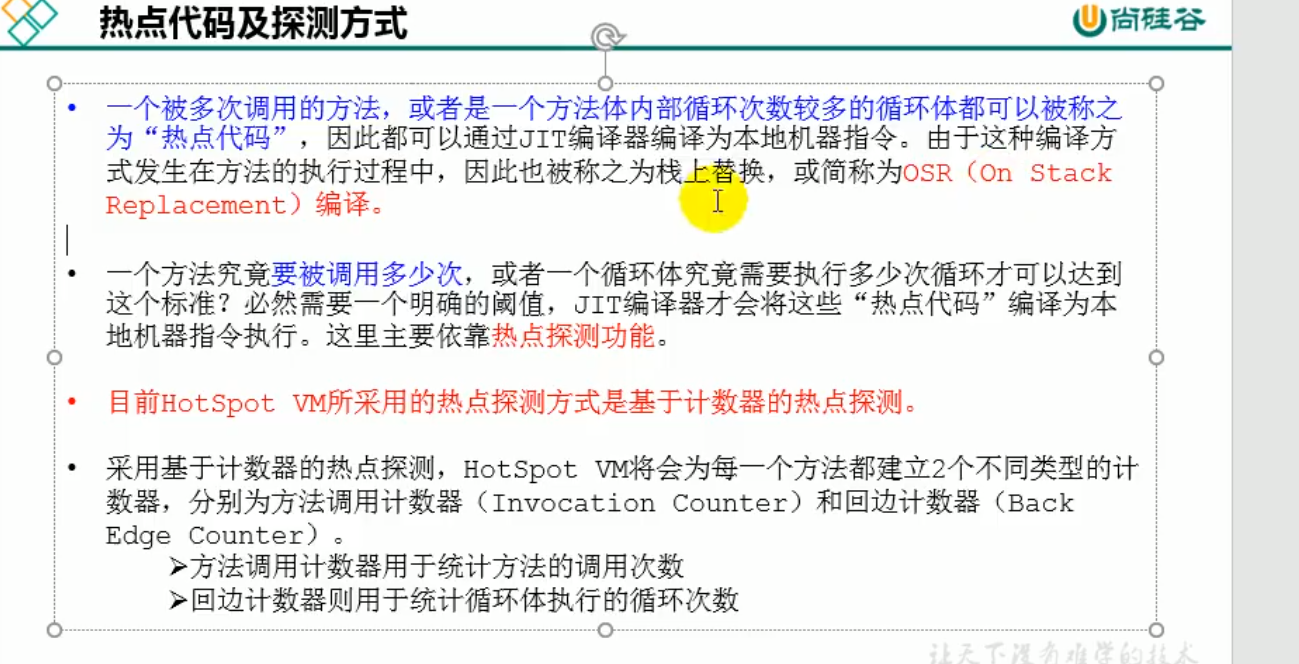 热点代码及探测方式
尚硅谷
• 一个被多次调用的方法，或者是一个方法体内部循环次数较多的循环体都可以被称之
为“热点代码”，因此都可以通过JIT编译器编译为本地机器指令。由于这种编译方
式发生在方法的执行过程中，因此也被称之为栈上替换，或简称为OSR（On Stack
Replacement）编译。
• 一个方法究竟要被调用多少次，或者一个循环体究竟需要执行多少次循环才可以达到
这个标准？必然需要一个明确的阈值，JIT编译器才会将这些“热点代码”编译为本
地机器指令执行。这里主要依靠热点探测功能。
• 目前HotSpot VM所采用的热点探测方式是基于计数器的热点探测。
• 采用基于计数器的热点探测，HotSpot VM将会为每一个方法都建立2个不同类型的计
数器，分别为方法调用计数器（Invocation Counter）和回边计数器（Back
Edge Counter）。
➢方法调用计数器用于统计方法的调用次数
➢回边计数器则用于统计循环体执行的循环次数
让天下没有难学的技术